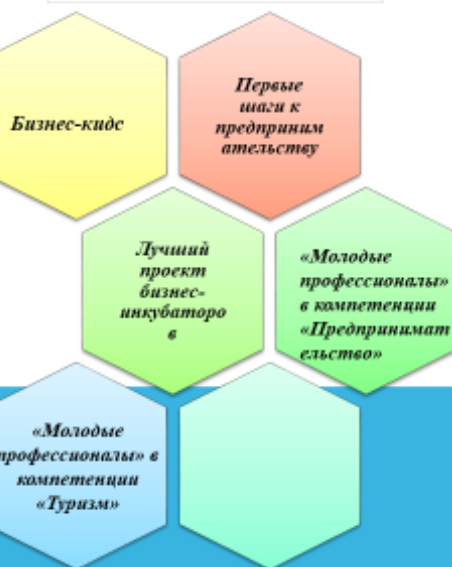 Бизнес-кидс
Первые
шаги к
предприним
ательству
Лучший
проект
бизнес-
инкубаторо
в
«Молодые
профессионалы»
в компетенции
«Предпринимат
ельство»
«Молодые
профессионалы» в
компетенции
«Туризм»